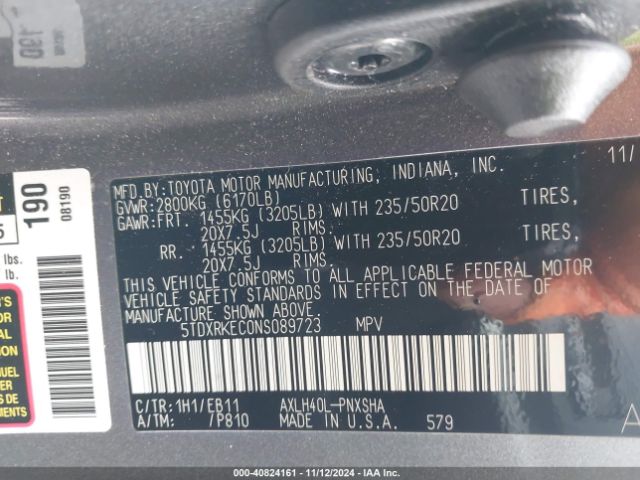 190
08190
MFD.BY:TOYOTA MOTOR MANUFACTURING, INDIANA, INC. 11/
GVWR:2800KG (6170LB)
GAWR:FRT. 1455KG (3205LB) WITH 235/50R20 TIRES,
20X7.5J RIMS.
RR. 1455KG (3205LB) WITH 235/50R20 TIRES,
20X7.5J RIMS.
THIS VEHICLE CONFORMS TO ALL APPLICABLE FEDERAL MOTOR
VEHICLE SAFETY STANDARDS IN EFFECT ON THE DATE OF
MANUFACTURE SHOWN ABOVE.
5TDXRKEC0NS089723 MPV
C/TR:1H1/EB11 AXLH40L-PNXSHA
A/TM: /P810 MADE IN U.S.A. 579 A
5
lbs.
lb.
000-40824161 - 11/12/2024 - IAAI.com